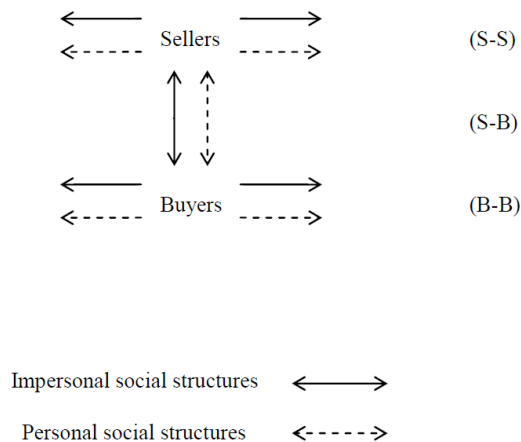 Sellers (S-S)
(S-B)
Buyers (B-B)
Impersonal social structures
Personal social structures